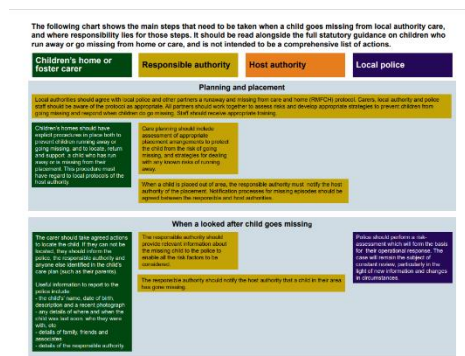 The following chart shows the main steps that need to be taken when a child goes missing from local authority care,
and where responsibility lies for those steps. It should be read alongside the full statutory guidance on children who
run away or go missing from home or care, and is not intended to be a comprehensive list of actions.
Children's home or
foster carer
Responsible authority
Host authority
Local police
Planning and placement
Local authorities should agree with local police and other partners a runaway and missing from care and home (RMFCH) protocol. Carers, local authority and police
staff should be aware of the protocol as appropriate. All partners should work together to assess risks and develop appropriate strategies to prevent children from
going missing and respond when children do go missing. Staff should receive appropriate training.
Children's homes should have
explicit procedures in place both to
prevent children running away or
going missing, and to locate, return
and support a child who has run
away or is missing from their
placement. This procedure must
have regard to local protocols of the
host authority.
Care planning should include
assessment of appropriate
placement arrangements to protect
the child from the risk of going
missing, and strategies for dealing
with any known risks of running
away.
When a child is placed out of area, the responsible authority must notify the host
authority of the placement. Notification processes for missing episodes should be
agreed between the responsible and host authorities.
When a looked after child goes missing
The carer should take agreed actions
to locate the child. If they can not be
located, they should inform the
police, the responsible authority and
anyone else identified in the child's
care plan (such as their parents).
Useful information to report to the
police include:
- the childs' name, date of birth,
description and a recent photograph
- any details of where and when the
child was last seen, who they were
with, etc
- details of family, friends and
associates
- details of the responsible authority
The responsible authority should
provide relevant information about
the missing child to the police to
enable all the risk factors to be
considered.
The responsible authority should notify the host authority that a child in their area
has gone missing.
Police should perform a risk-
assessment which will form the basis
for their operational response. The
case will remain the subject of
constant review, particularly in the
light of new information and changes
in circumstances.